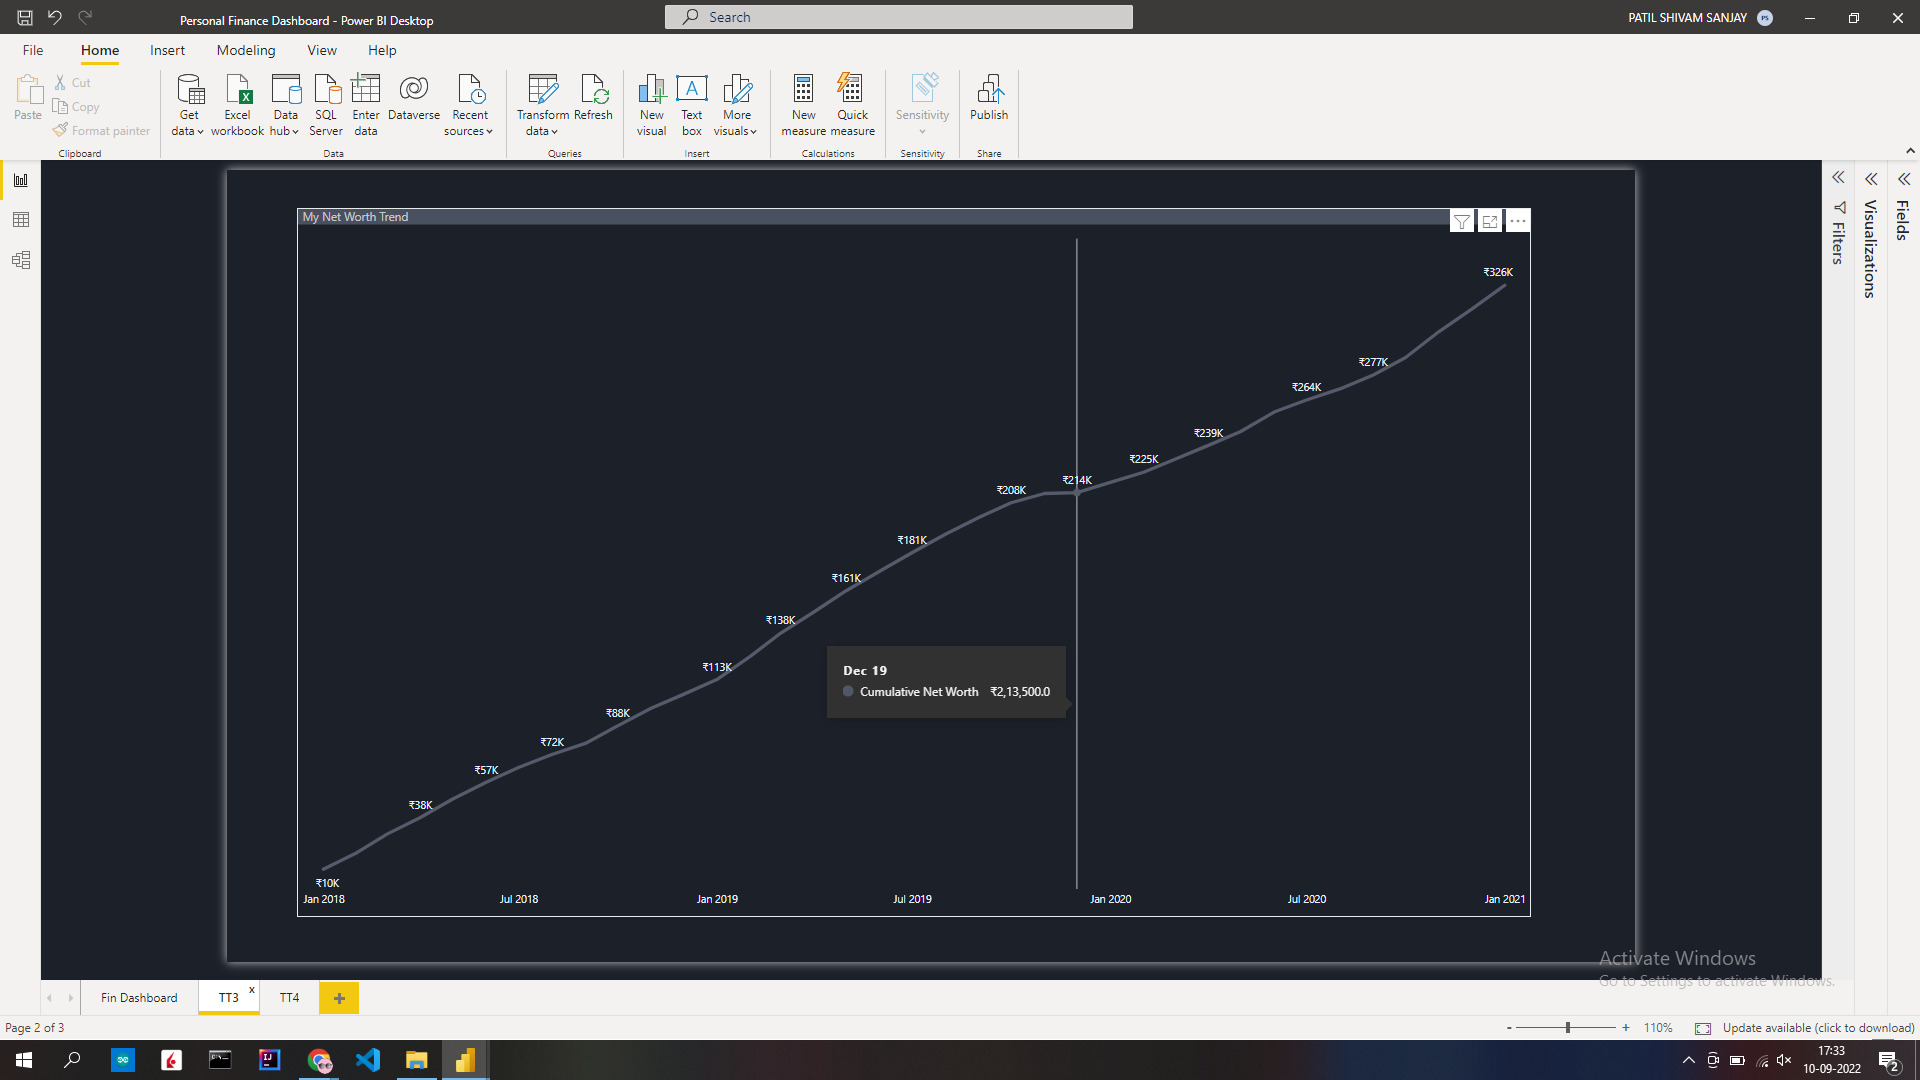 Personal Finance Dashboard - Power BI Desktop
Search
PATIL SHIVAM SANJAY
PS
File Home Insert Modeling View Help
Paste
Cut
Copy
Format painter
Clipboard
Get data
Excel workbook
Data hub
SQL Server
Enter data
Dataverse
Recent sources
Data
Transform data
Refresh
Queries
New visual
Text box
More visuals
Insert
New measure
Quick measure
Calculations
Sensitivity
Sensitivity
Publish
Share
Filters
Visualizations
Fields
My Net Worth Trend
₹326K
₹277K
₹264K
₹239K
₹225K
₹214K
₹208K
₹181K
₹161K
₹138K
₹113K
₹88K
₹72K
₹57K
₹38K
₹10K
Dec 19
Cumulative Net Worth ₹2,13,500.0
Jan 2018 Jul 2018 Jan 2019 Jul 2019 Jan 2020 Jul 2020 Jan 2021
Activate Windows
Go to Settings to activate Windows.
Fin Dashboard TT3 x TT4 +
Page 2 of 3
- + 110% Update available (click to download)
17:33
10-09-2022
2